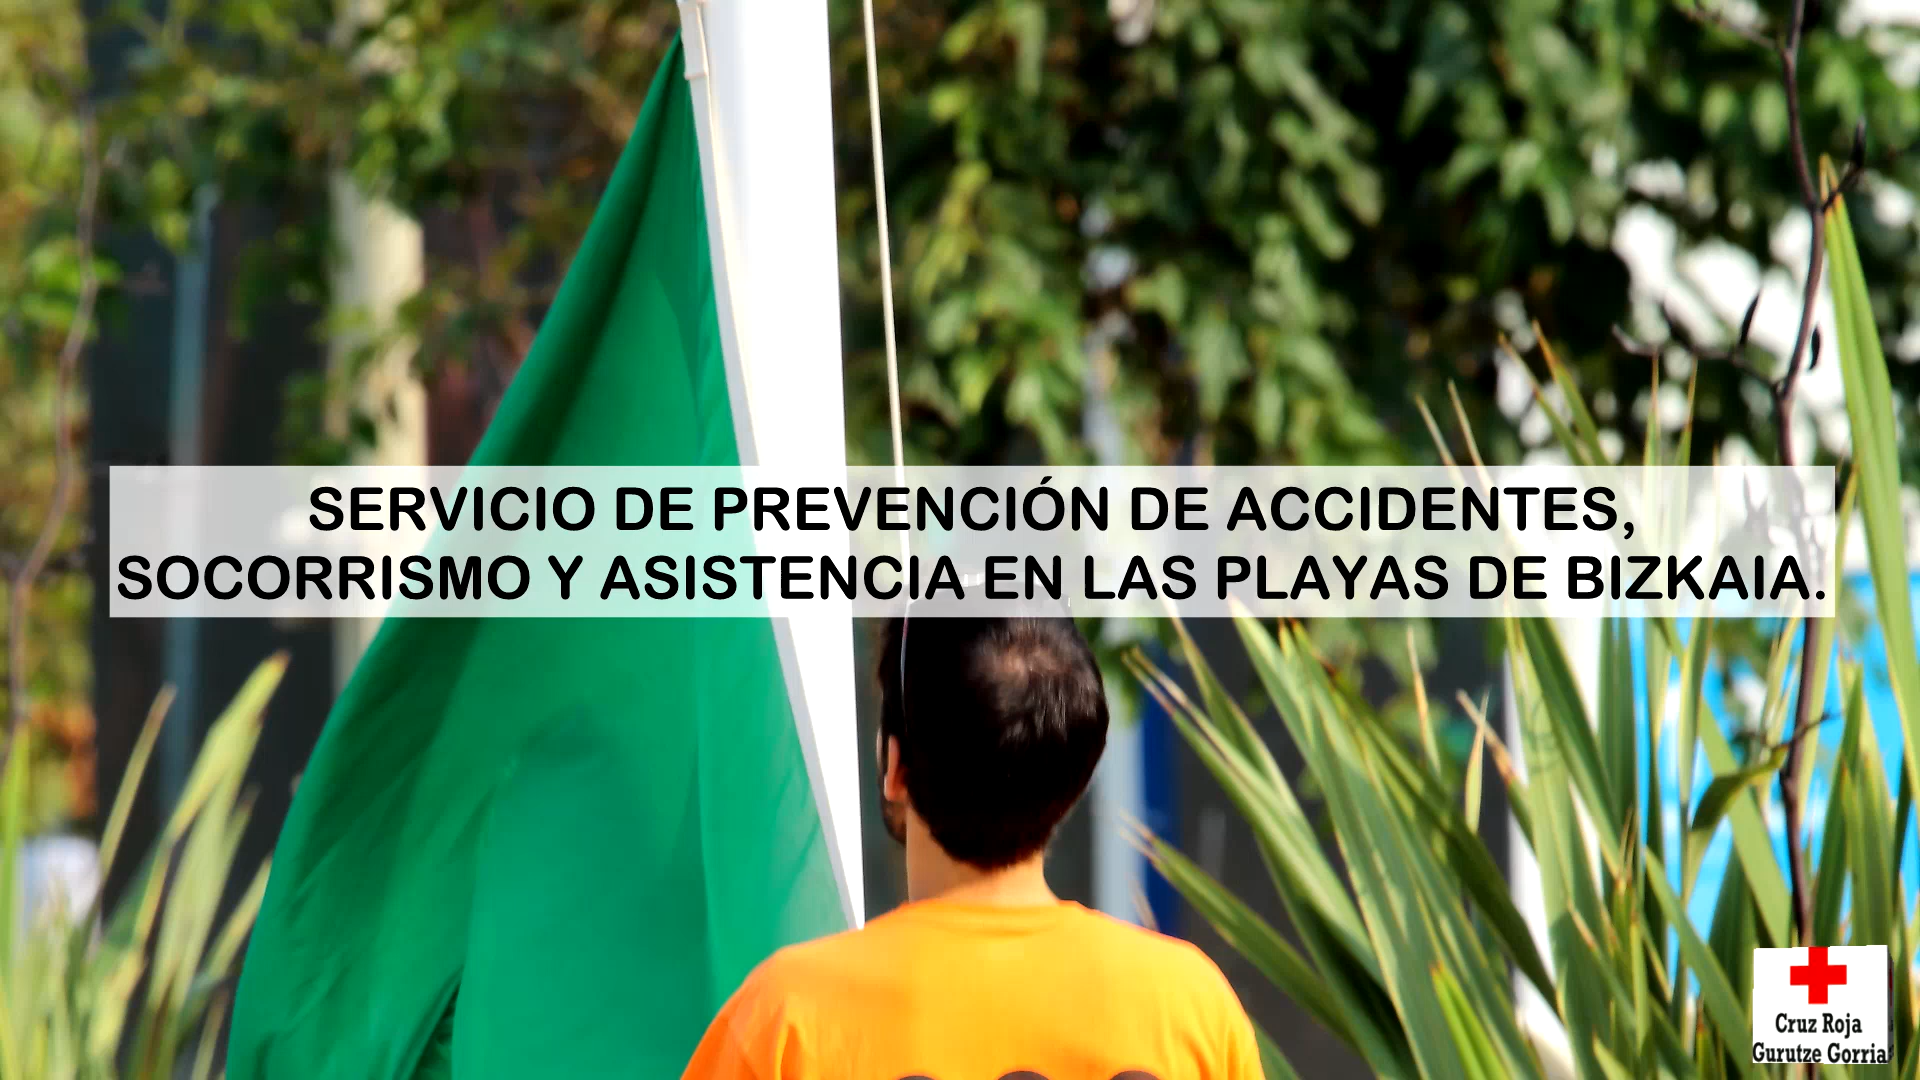 SERVICIO DE PREVENCIÓN DE ACCIDENTES,
SOCORRISMO Y ASISTENCIA EN LAS PLAYAS DE BIZKAIA.
Cruz Roja
Gurutze Gorria